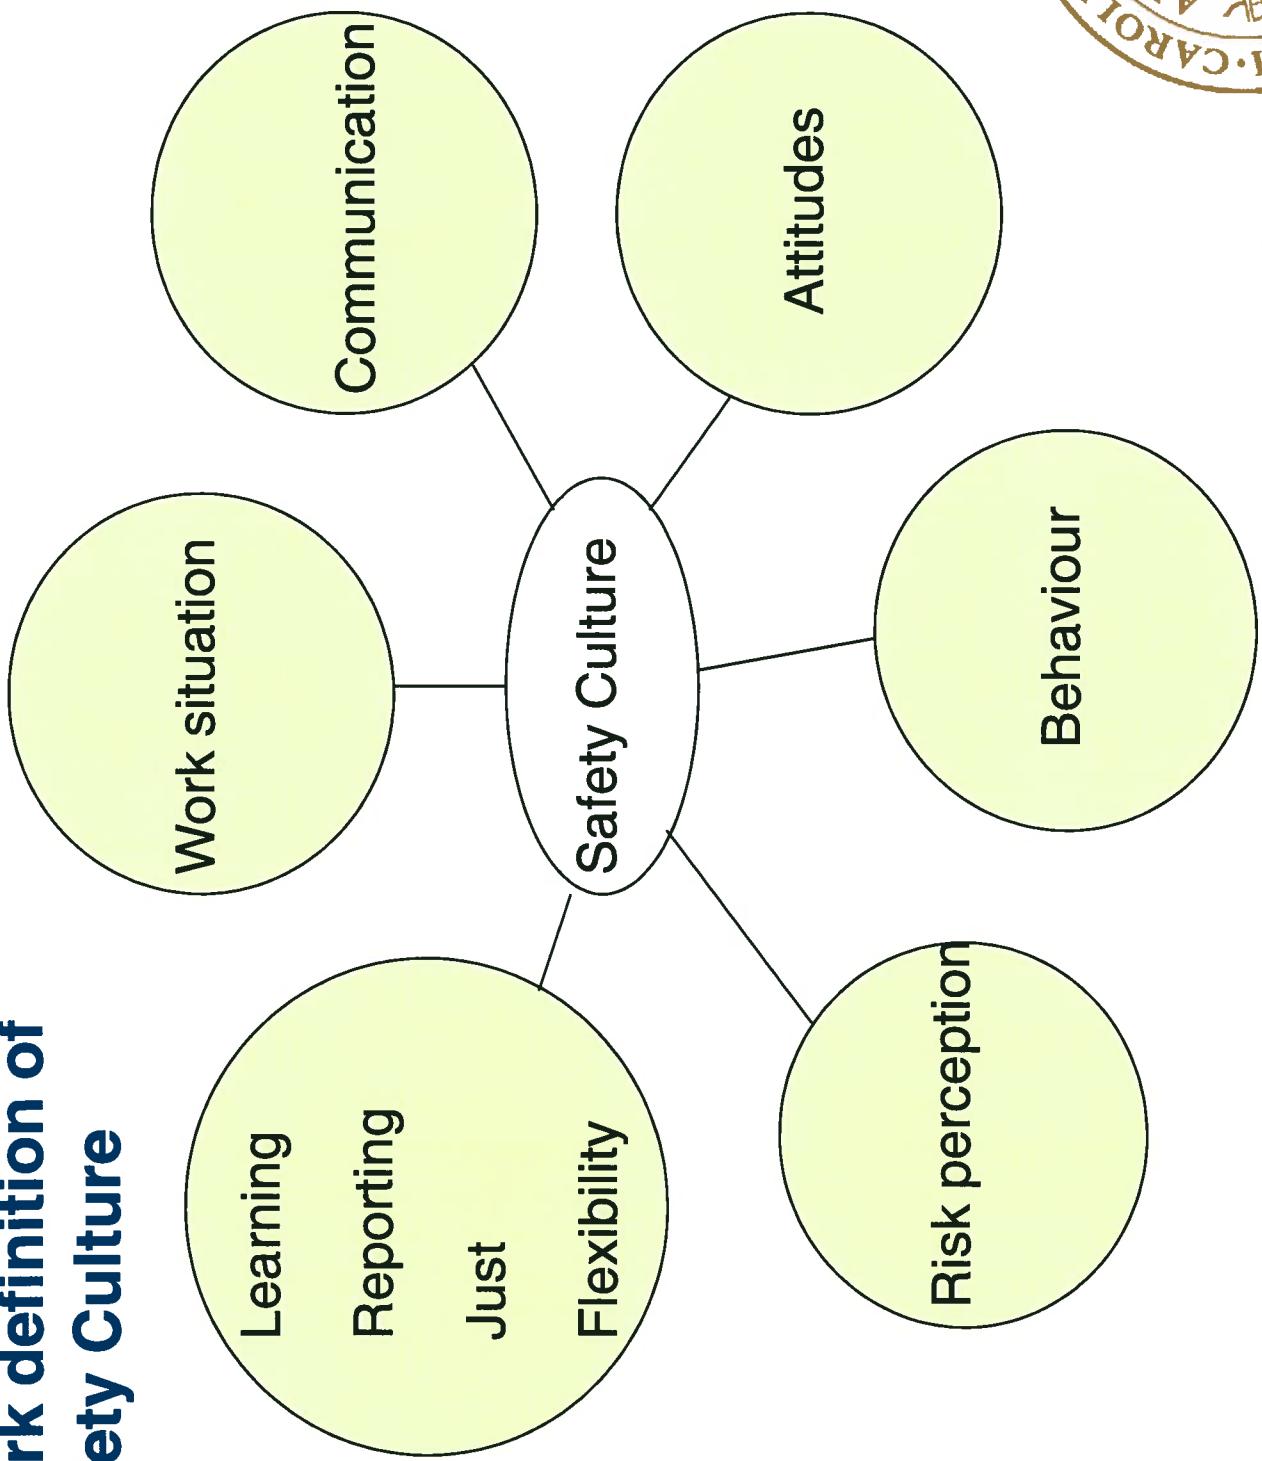 rk definition of
ety Culture
Learning
Reporting
Just
Flexibility
Work situation
Communication
Safety Culture
Risk perception
Behaviour
Attitudes